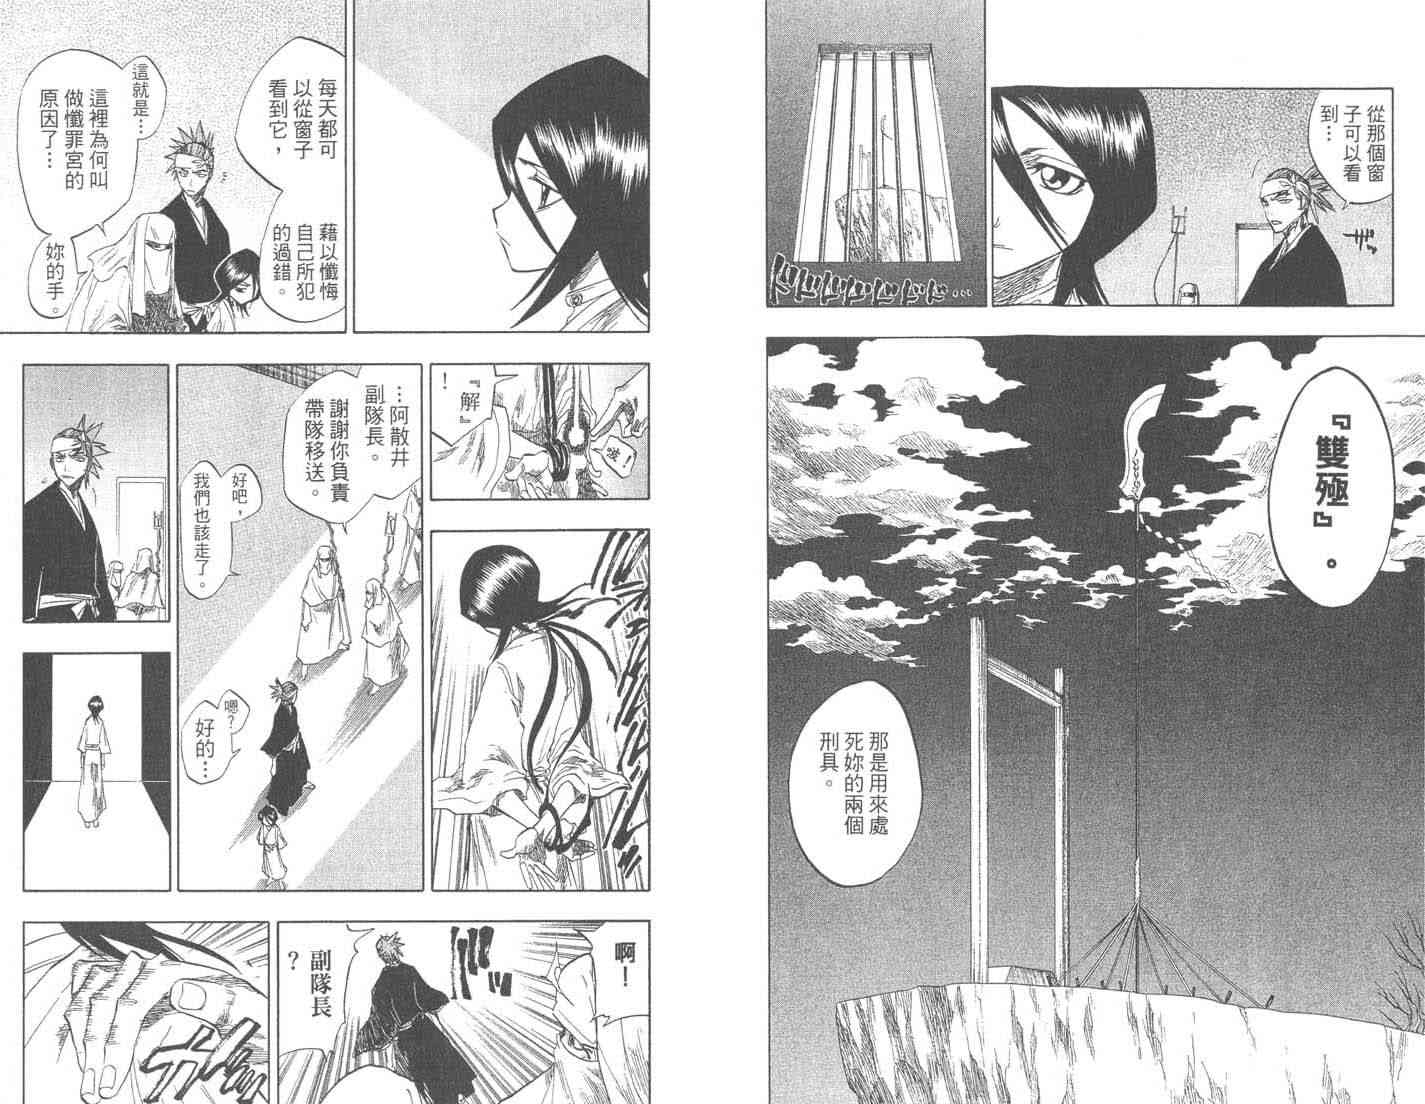 從那個窗
子可以看
到…
『雙殛』。
那是用來處
死妳的兩個
刑具。
每天都可
以從窗子
看到它，
藉以懺悔
自己所犯
的過錯。
這就是…
這裡為何叫
做懺罪宮的
原因了…
妳的手。
『解』
！
啵！
…阿散井
副隊長。
謝謝你負責
帶隊移送。
好吧，
我們也該走了。
嗯？
好的…
啊！
副隊長
？